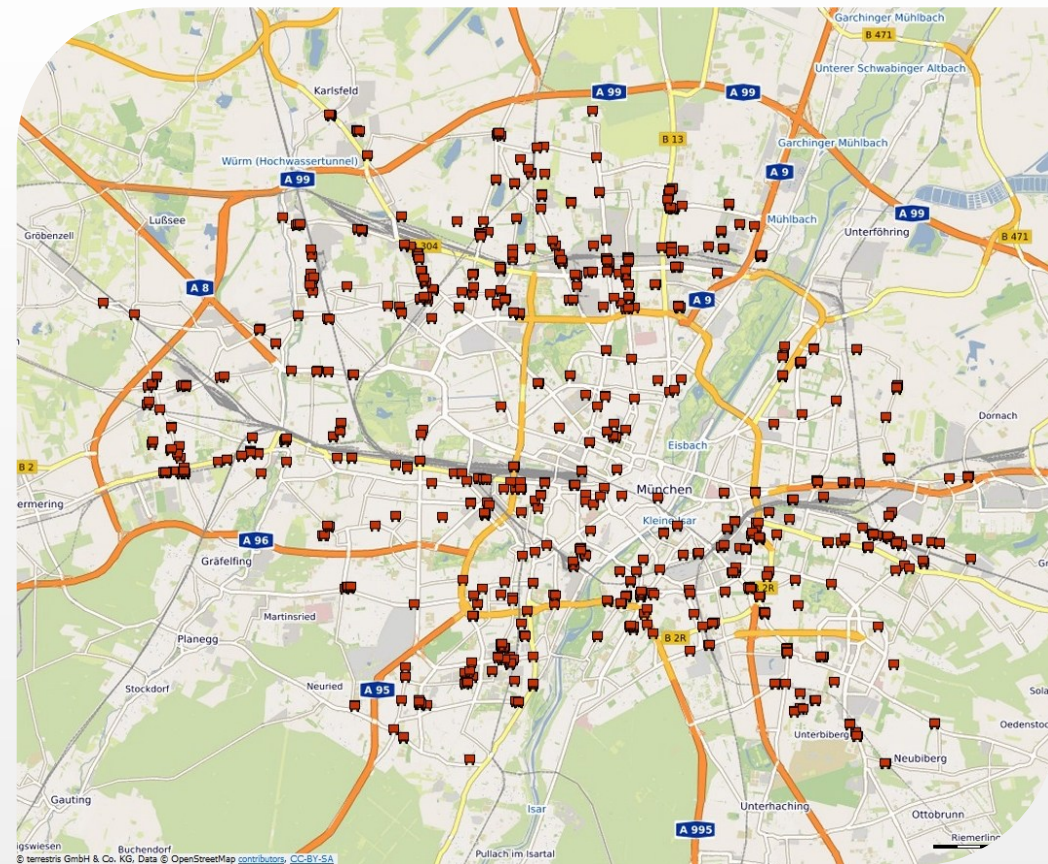 Garchinger Mühlbach
B 471
Unterer Schwabinger Altbach
Karlsfeld
A 99
A 99
B 13
Garchinger Mühlbach
Würm (Hochwassertunnel)
A 99
A 9
A 99
Lußsee
Mühlbach
Unterföhring
Gröbenzell
B 471
304
A 8
A 9
Dornach
Eisbach
B 2
München
ermering
Kleine Isar
A 96
Gräfelfing
2R
Martinsried
Planegg
B 2R
Stockdorf
Neuried
A 95
Sola
Oedenstoc
Unterbiberg
Neubiberg
Gauting
Isar
Unterhaching
Ottobrunn
A 995
Riemerling
igswiesen
Buchendorf
Pullach im Isartal
© terrestris GmbH & Co. KG, Data © OpenStreetMap contributors, CC-BY-SA